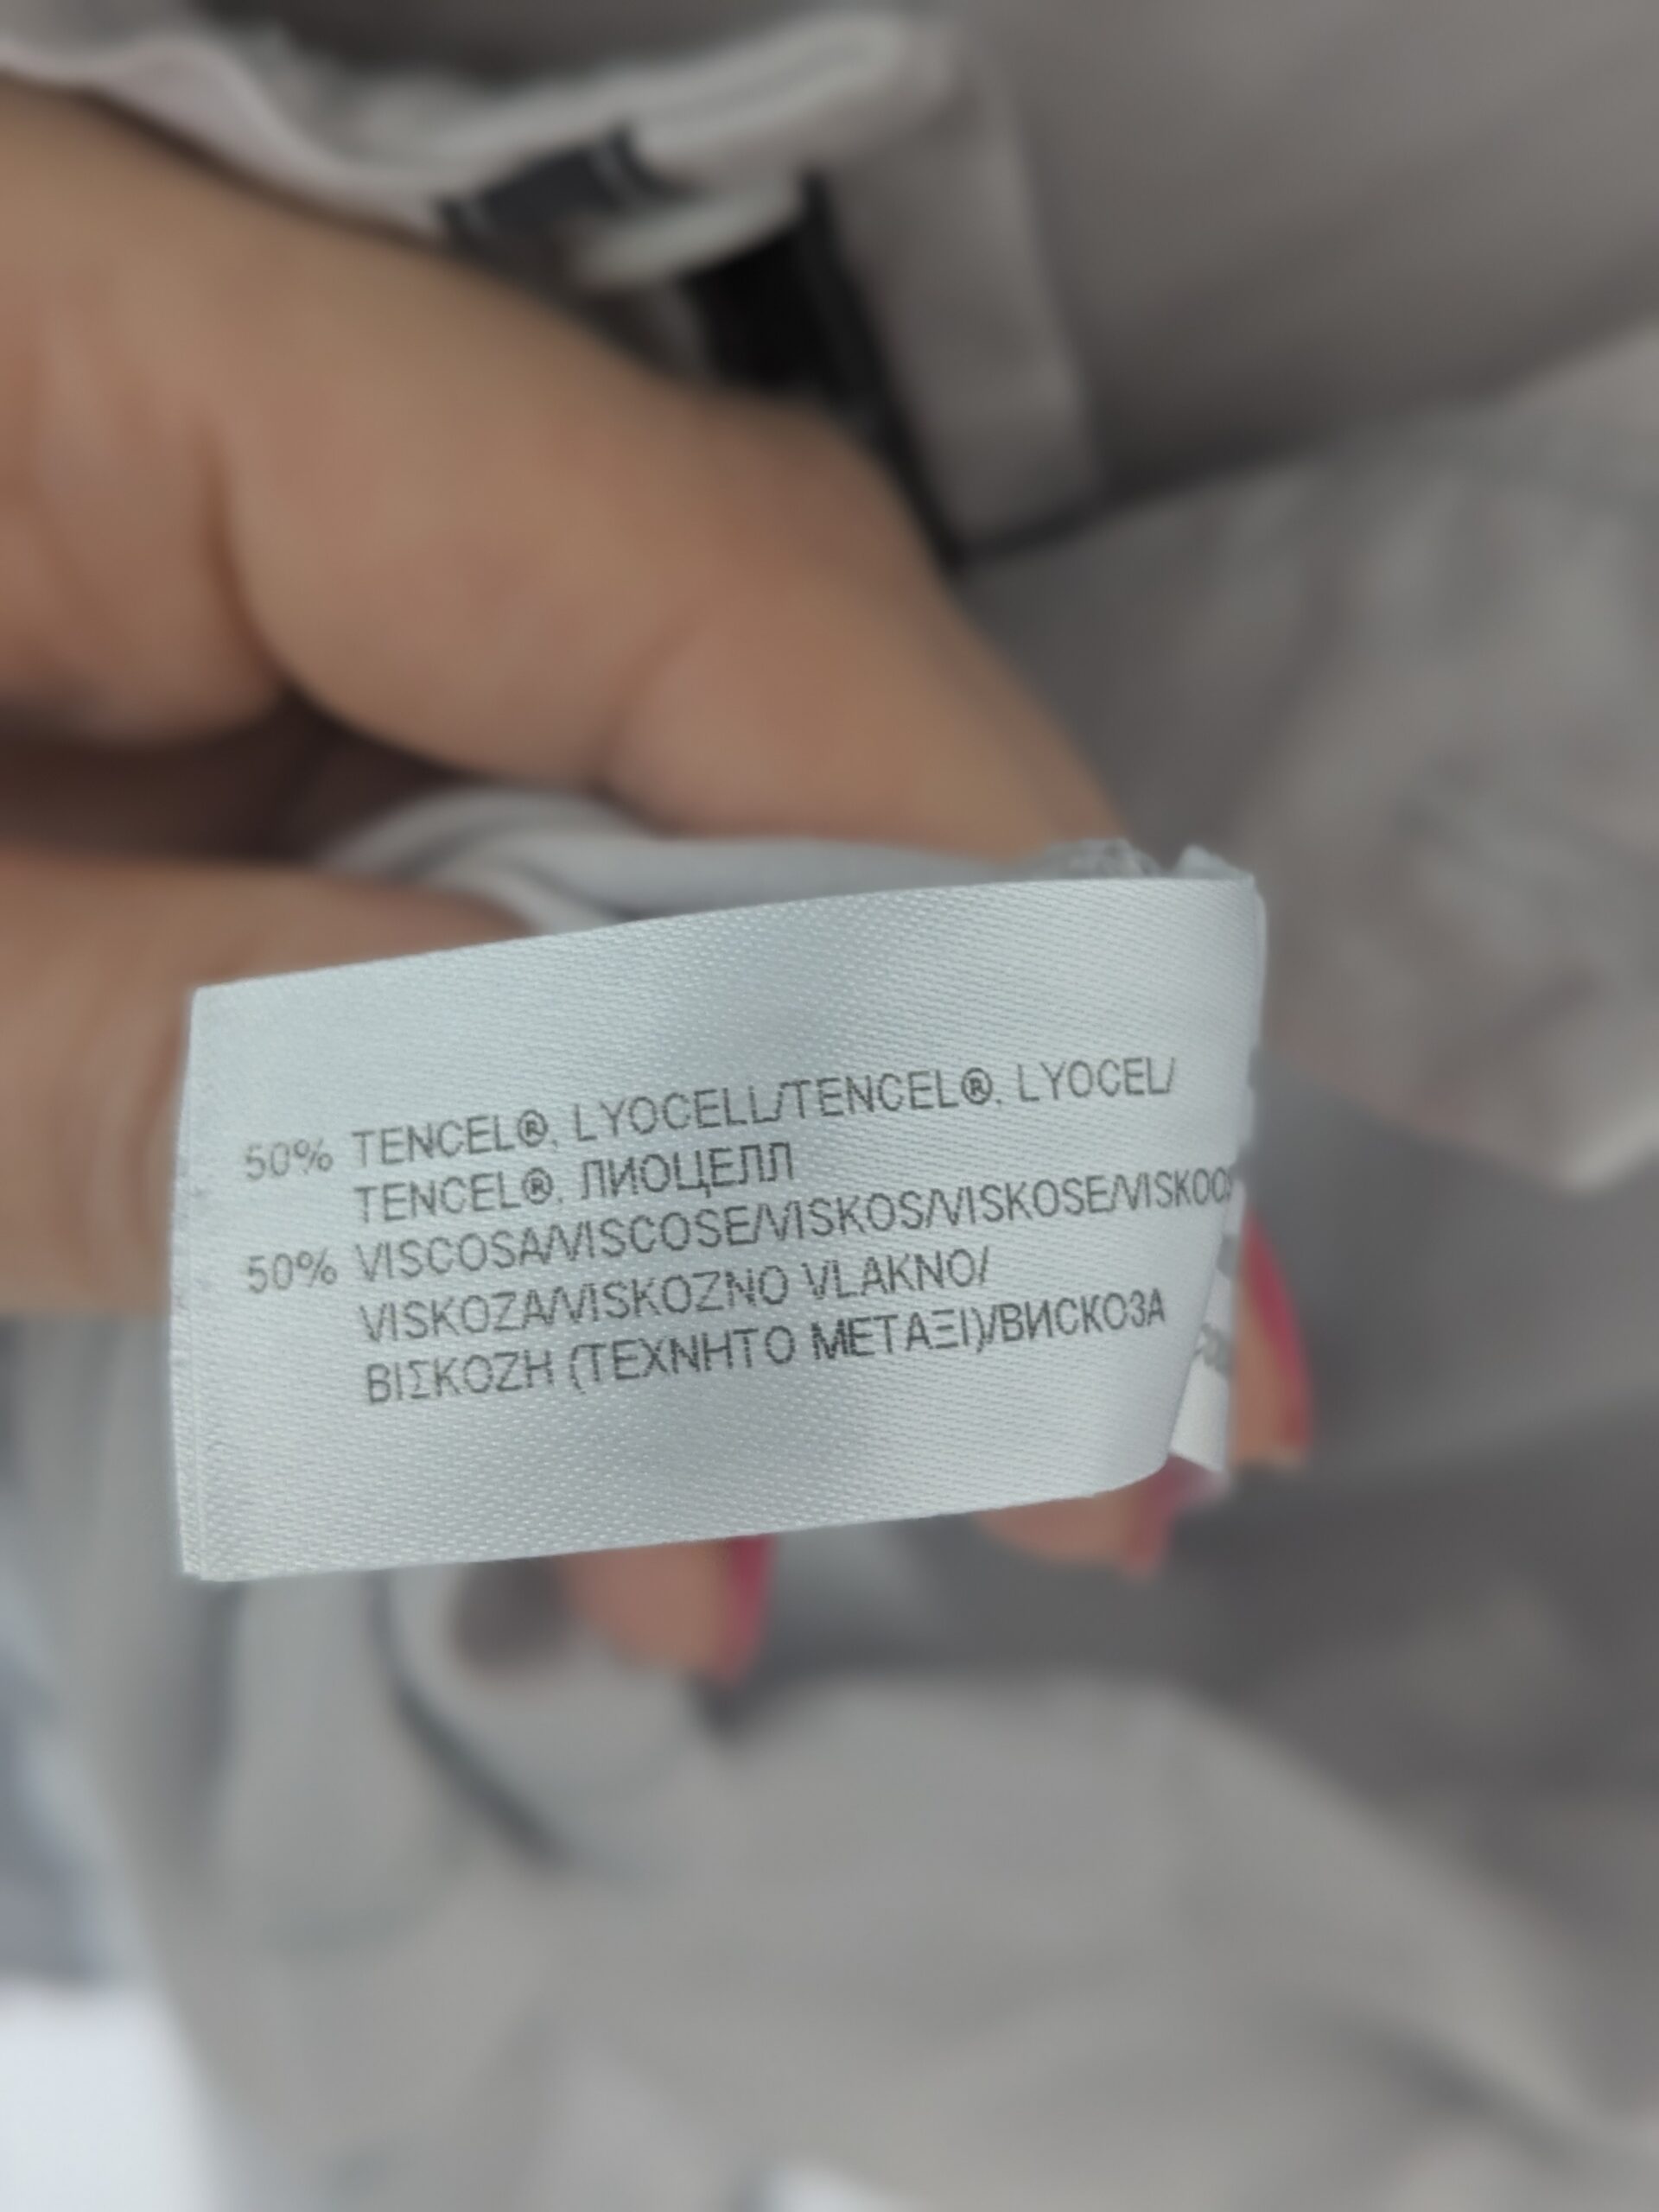 50% TENCEL®, LYOCELL/TENCEL®, LYOCEL/
TENCEL®, ЛИОЦЕЛЛ
50% VISCOSA/VISCOSE/VISKOS/VISKOSE/
VISKOZA/VISKOZNO VLAKNO/
ΒΙΣΚΟΖΗ (ΤΕΧΝΗΤΟ ΜΕΤΑΞΙ)/ВИСКОЗА